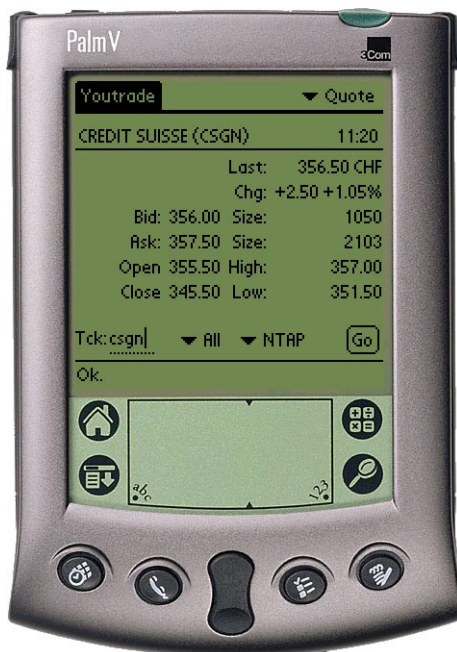 Palm V
3Com
Youtrade ▼ Quote
CREDIT SUISSE (CSGN) 11:20
Last: 356.50 CHF
Chg: +2.50 +1.05%
Bid: 356.00 Size: 1050
Ask: 357.50 Size: 2103
Open 355.50 High: 357.00
Close 345.50 Low: 351.50
Tck: csgn ▼ All ▼ NTAP Go
Ok.
abc 123